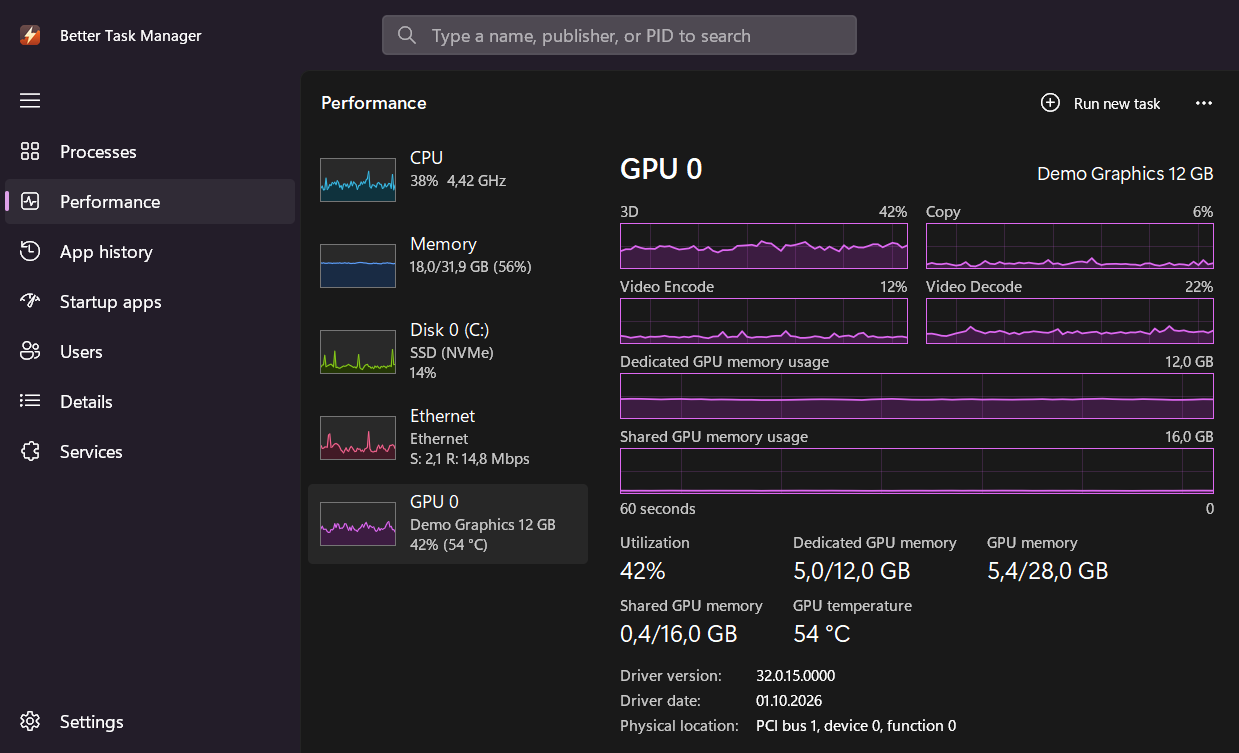 Better Task Manager
Type a name, publisher, or PID to search
Processes
Performance
App history
Startup apps
Users
Details
Services
Settings
Performance
Run new task
CPU
38% 4,42 GHz
Memory
18,0/31,9 GB (56%)
Disk 0 (C:)
SSD (NVMe)
14%
Ethernet
Ethernet
S: 2,1 R: 14,8 Mbps
GPU 0
Demo Graphics 12 GB
42% (54 °C)
GPU 0
Demo Graphics 12 GB
3D 42%
Copy 6%
Video Encode 12%
Video Decode 22%
Dedicated GPU memory usage 12,0 GB
Shared GPU memory usage 16,0 GB
60 seconds 0
Utilization
42%
Dedicated GPU memory
5,0/12,0 GB
GPU memory
5,4/28,0 GB
Shared GPU memory
0,4/16,0 GB
GPU temperature
54 °C
Driver version: 32.0.15.0000
Driver date: 01.10.2026
Physical location: PCI bus 1, device 0, function 0